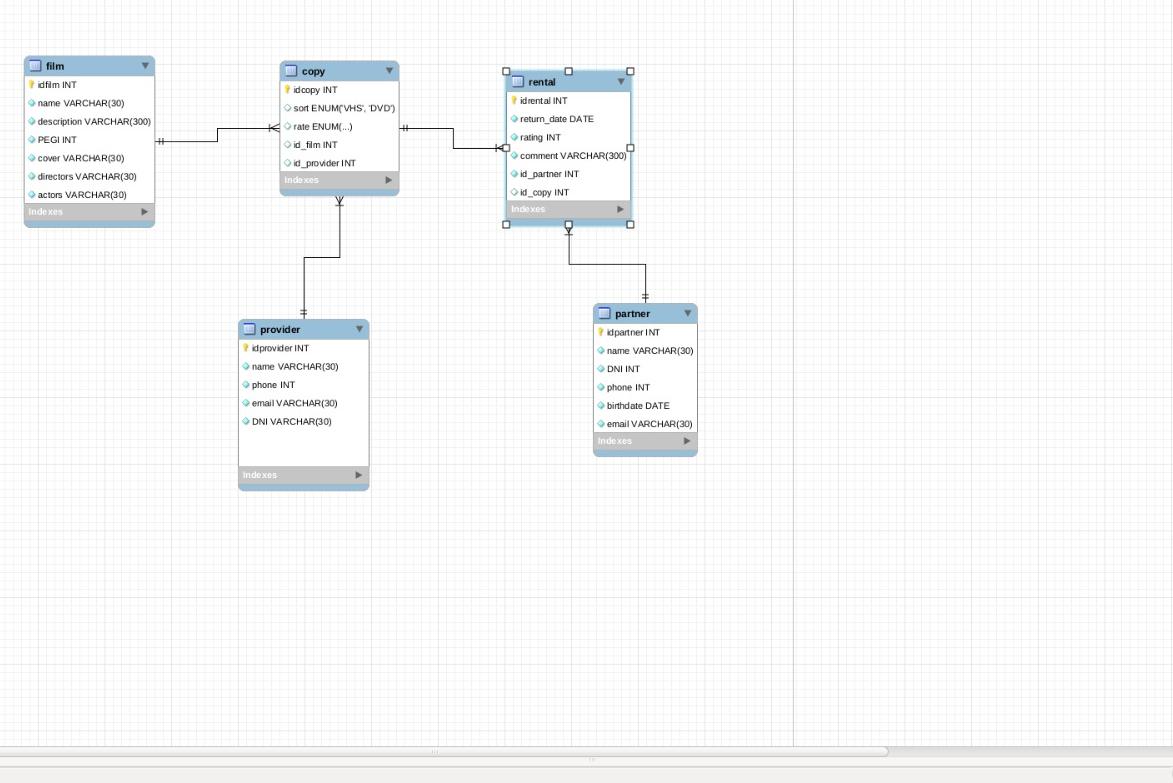 film
idfilm INT
name VARCHAR(30)
description VARCHAR(300)
PEGI INT
cover VARCHAR(30)
directors VARCHAR(30)
actors VARCHAR(30)
Indexes
copy
idcopy INT
sort ENUM('VHS', 'DVD')
rate ENUM(...)
id_film INT
id_provider INT
Indexes
rental
idrental INT
return_date DATE
rating INT
comment VARCHAR(300)
id_partner INT
id_copy INT
Indexes
provider
idprovider INT
name VARCHAR(30)
phone INT
email VARCHAR(30)
DNI VARCHAR(30)
Indexes
partner
idpartner INT
name VARCHAR(30)
DNI INT
phone INT
birthdate DATE
email VARCHAR(30)
Indexes